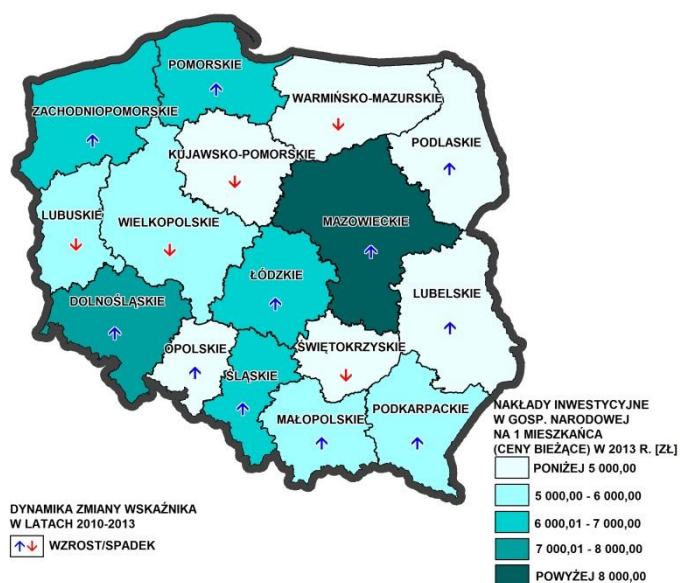 POMORSKIE
ZACHODNIOPOMORSKIE
WARMIŃSKO-MAZURSKIE
PODLASKIE
KUJAWSKO-POMORSKIE
LUBUSKIE
WIELKOPOLSKIE
MAZOWIECKIE
ŁÓDZKIE
LUBELSKIE
DOLNOŚLĄSKIE
OPOLSKIE
ŚLĄSKIE
ŚWIĘTOKRZYSKIE
MAŁOPOLSKIE
PODKARPACKIE
NAKŁADY INWESTYCYJNE
W GOSP. NARODOWEJ
NA 1 MIESZKAŃCA
(CENY BIEŻĄCE) W 2013 R. [ZŁ]
PONIŻEJ 5 000,00
5 000,00 - 6 000,00
6 000,01 - 7 000,00
7 000,01 - 8 000,00
POWYŻEJ 8 000,00
DYNAMIKA ZMIANY WSKAŹNIKA
W LATACH 2010-2013
WZROST/SPADEK